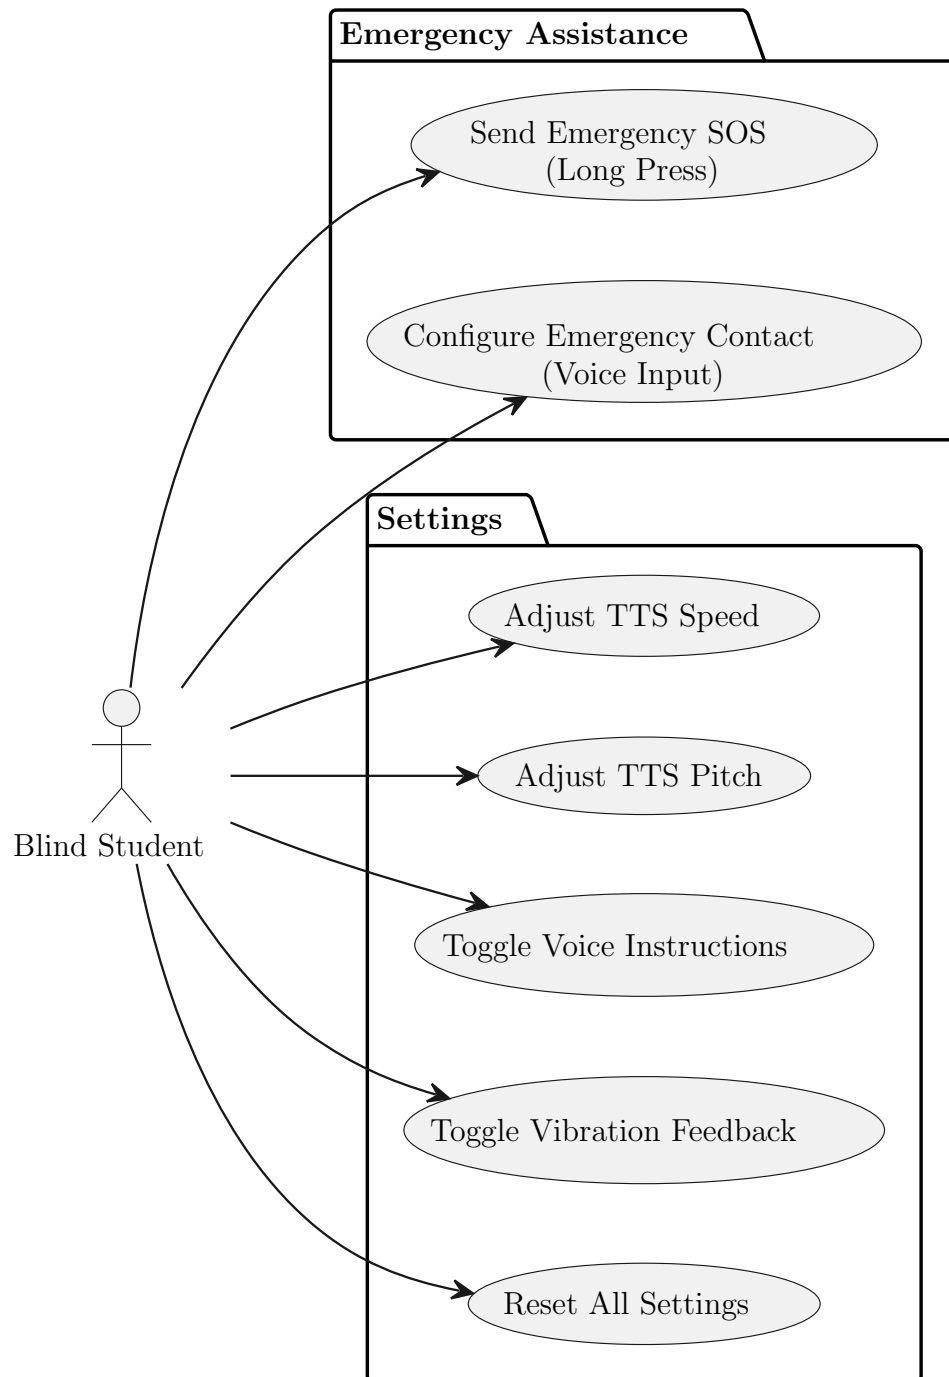 Emergency Assistance
Send Emergency SOS
(Long Press)
Configure Emergency Contact
(Voice Input)
Settings
Adjust TTS Speed
Adjust TTS Pitch
Blind Student
Toggle Voice Instructions
Toggle Vibration Feedback
Reset All Settings